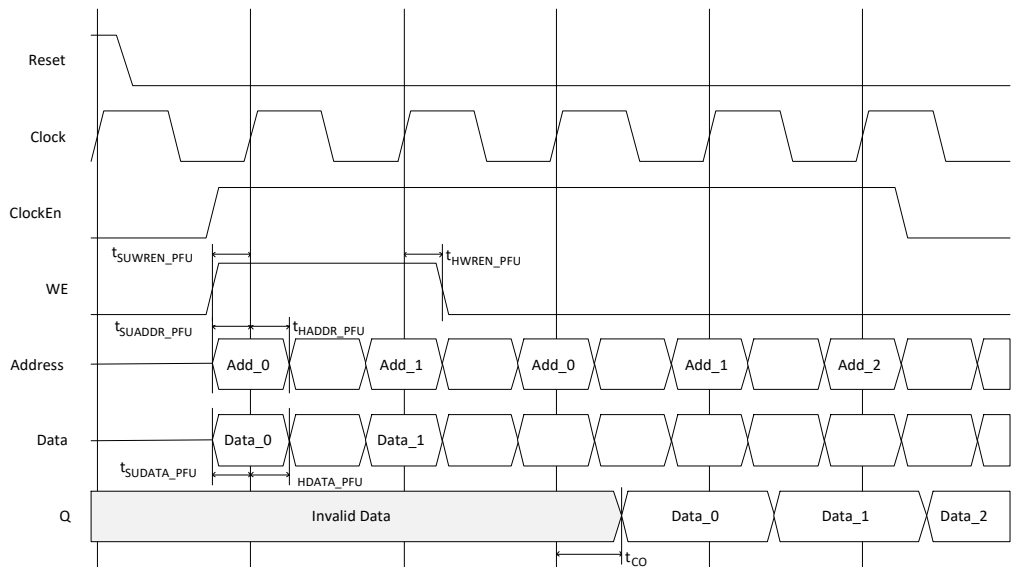 Reset
Clock
ClockEn
tSUWREN_PFU
tHWREN_PFU
WE
tSUADDR_PFU
tHADDR_PFU
Address
Add_0
Add_1
Add_0
Add_1
Add_2
Data
Data_0
Data_1
tSUDATA_PFU
HDATA_PFU
Q
Invalid Data
Data_0
Data_1
Data_2
tCO